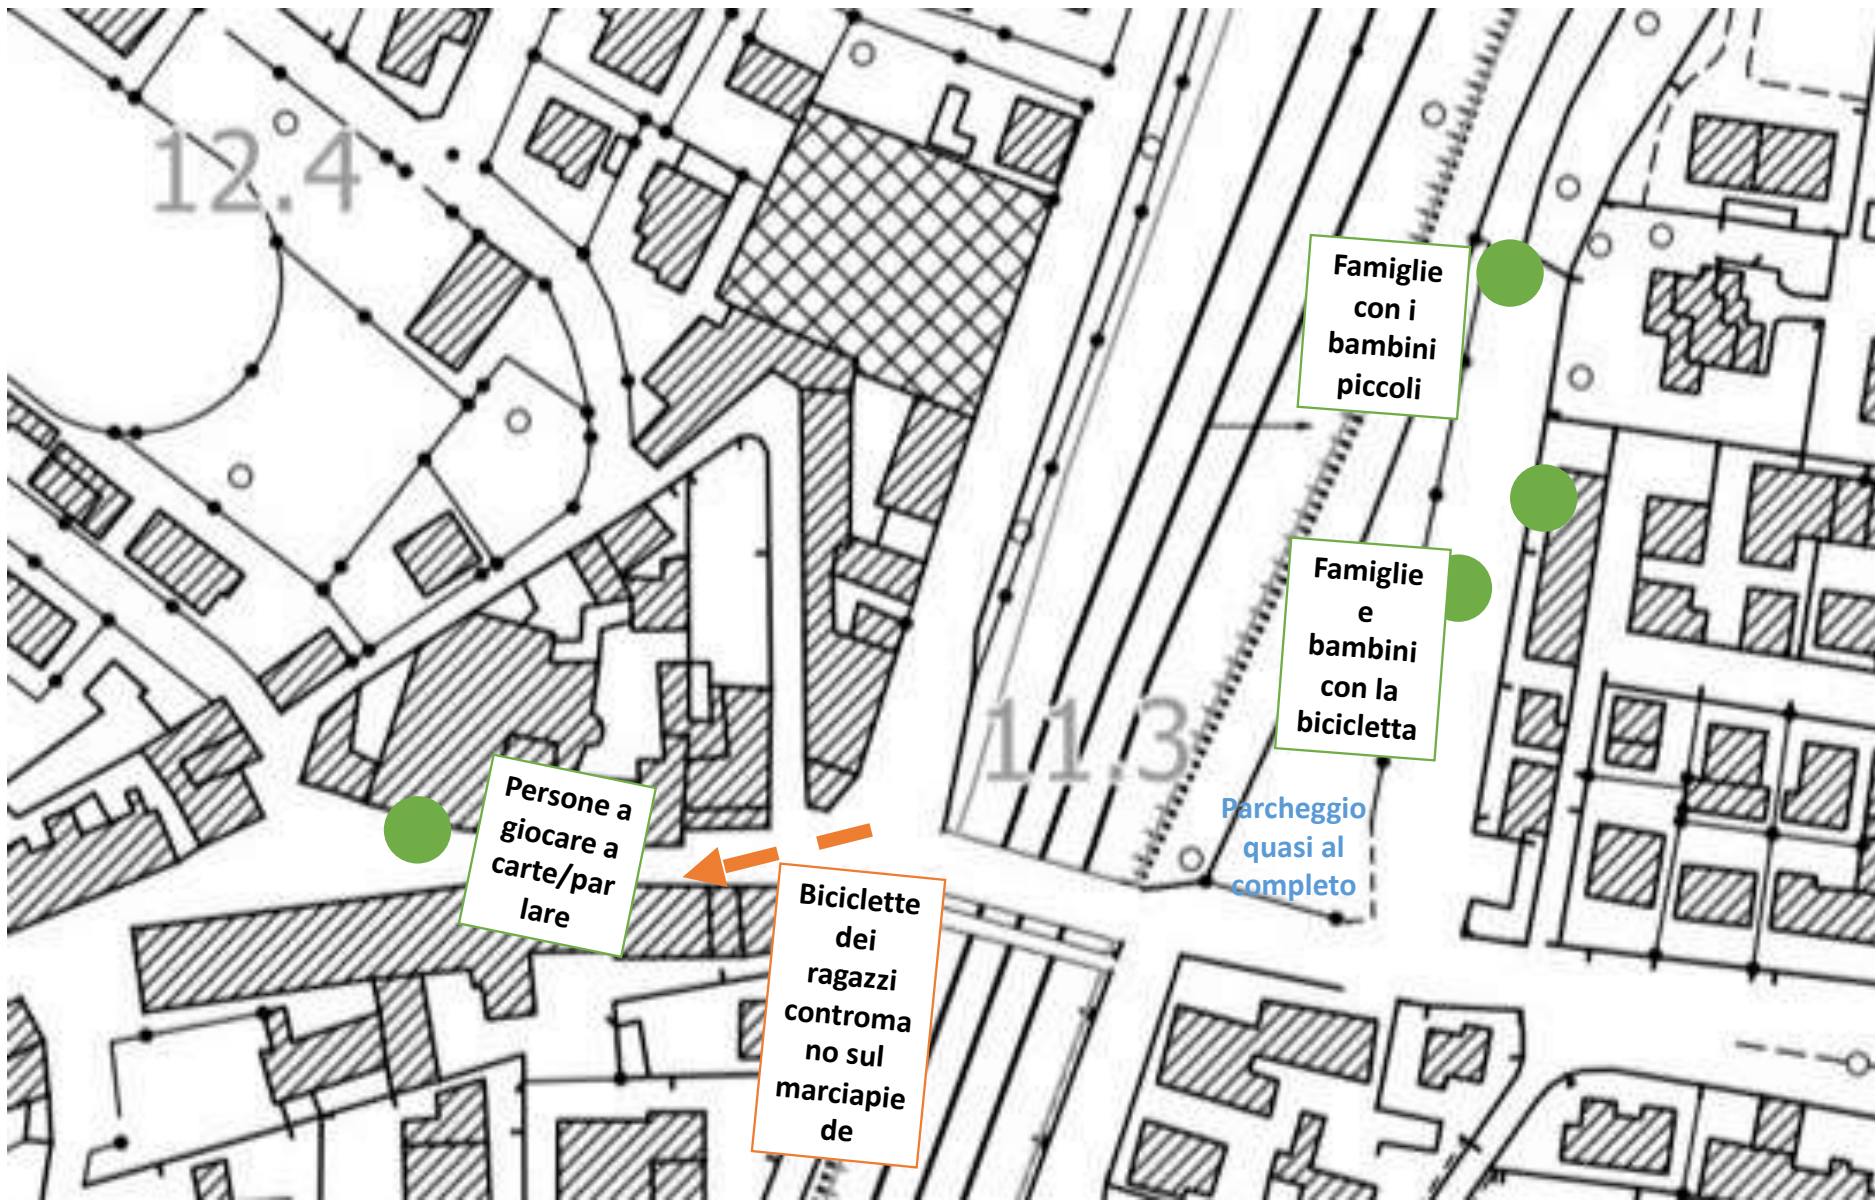 12.4
Famiglie
con i
bambini
piccoli
Famiglie
e
bambini
con la
bicicletta
11.3
Persone a
giocare a
carte/par
lare
Parcheggio
quasi al
completo
Biciclette
dei
ragazzi
controma
no sul
marciapie
de